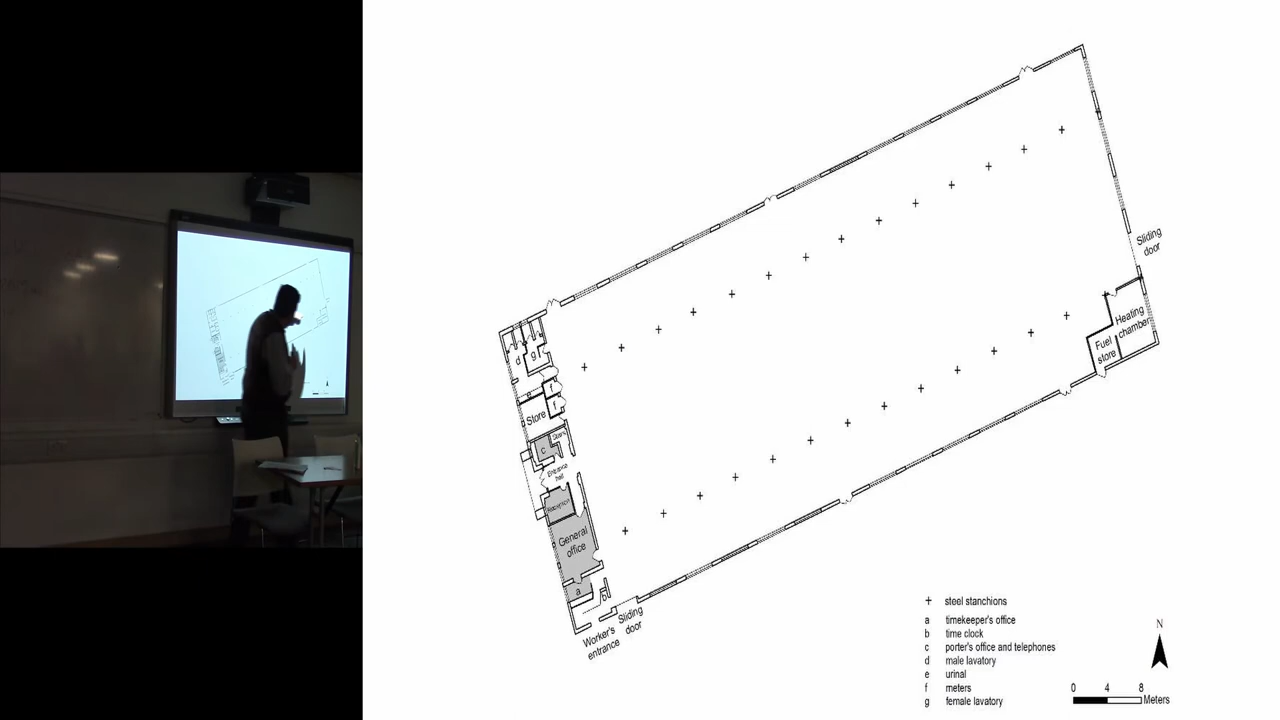 Sliding
door
Heating
chamber
Fuel
store
d
g
e
f
f
Store
Store
c
Entrance
hall
Reception
General
office
a
b
Sliding
door
Worker's
entrance
+ steel stanchions
a timekeeper's office
b time clock
c porter's office and telephones
d male lavatory
e urinal
f meters
g female lavatory
N
0 4 8
Meters